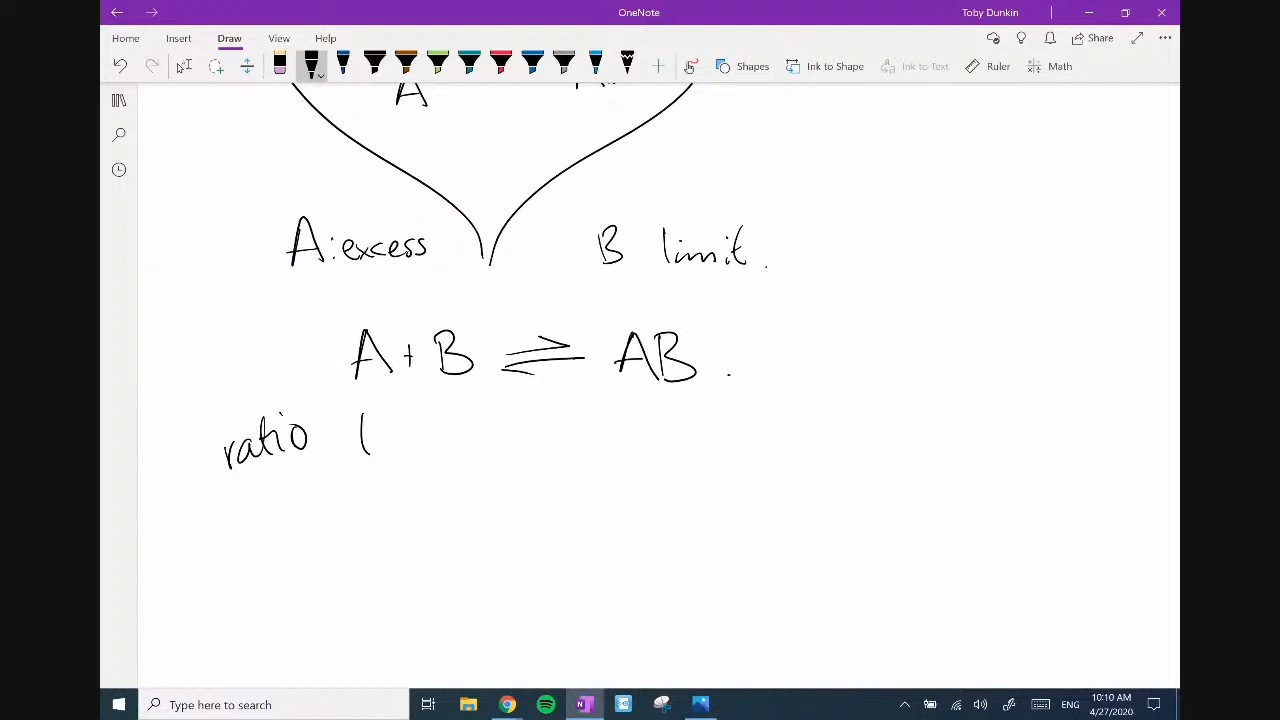 OneNote
Toby Dunkin
Home Insert Draw View Help
Share
Shapes Ink to Shape Ink to Text Ruler Math
A
A:excess B limit.
A + B ⇌ AB .
ratio 1
Type here to search
ENG
10:10 AM
4/27/2020